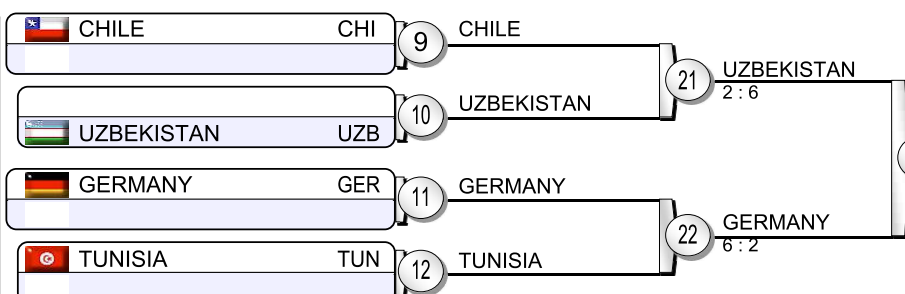 CHILE CHI
9
CHILE
UZBEKISTAN UZB
10
UZBEKISTAN
21
UZBEKISTAN
2 : 6
GERMANY GER
11
GERMANY
TUNISIA TUN
12
TUNISIA
22
GERMANY
6 : 2